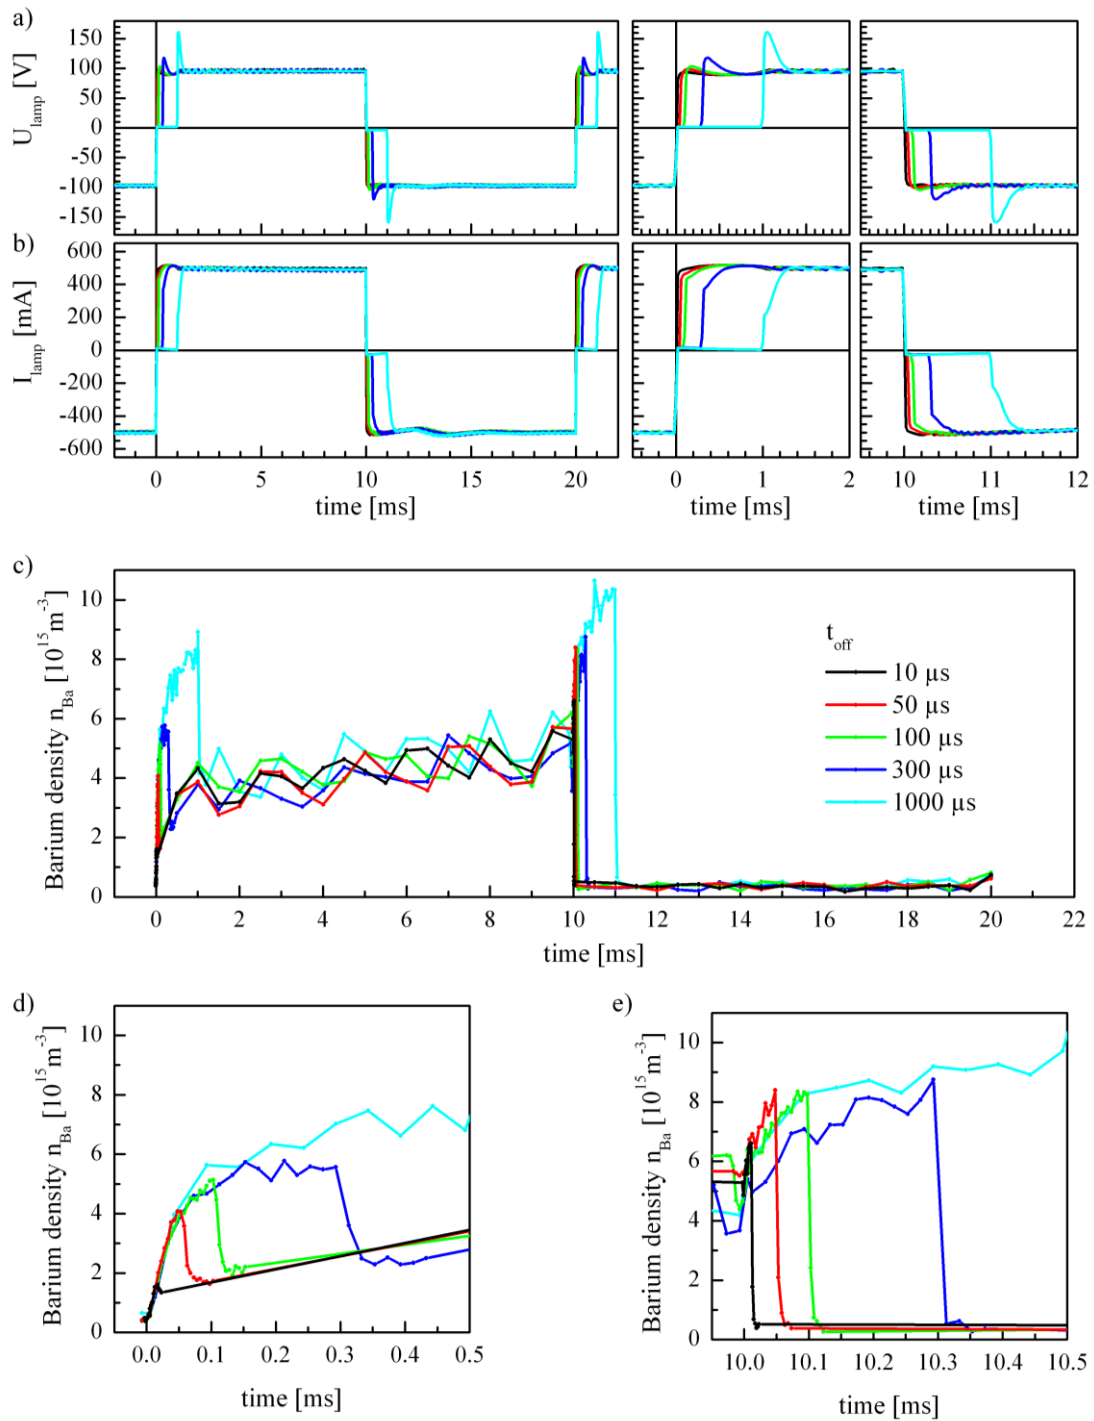 a)
U_lamp [V]
150
100
50
0
-50
-100
-150
b)
I_lamp [mA]
600
400
200
0
-200
-400
-600
0 5 10 15 20
time [ms]
0 1 2
time [ms]
10 11 12
time [ms]
c)
Barium density n_Ba [10^15 m^-3]
10
8
6
4
2
0
t_off
10 µs
50 µs
100 µs
300 µs
1000 µs
0 2 4 6 8 10 12 14 16 18 20 22
time [ms]
d)
Barium density n_Ba [10^15 m^-3]
10
8
6
4
2
0
0.0 0.1 0.2 0.3 0.4 0.5
time [ms]
e)
Barium density n_Ba [10^15 m^-3]
10
8
6
4
2
0
10.0 10.1 10.2 10.3 10.4 10.5
time [ms]